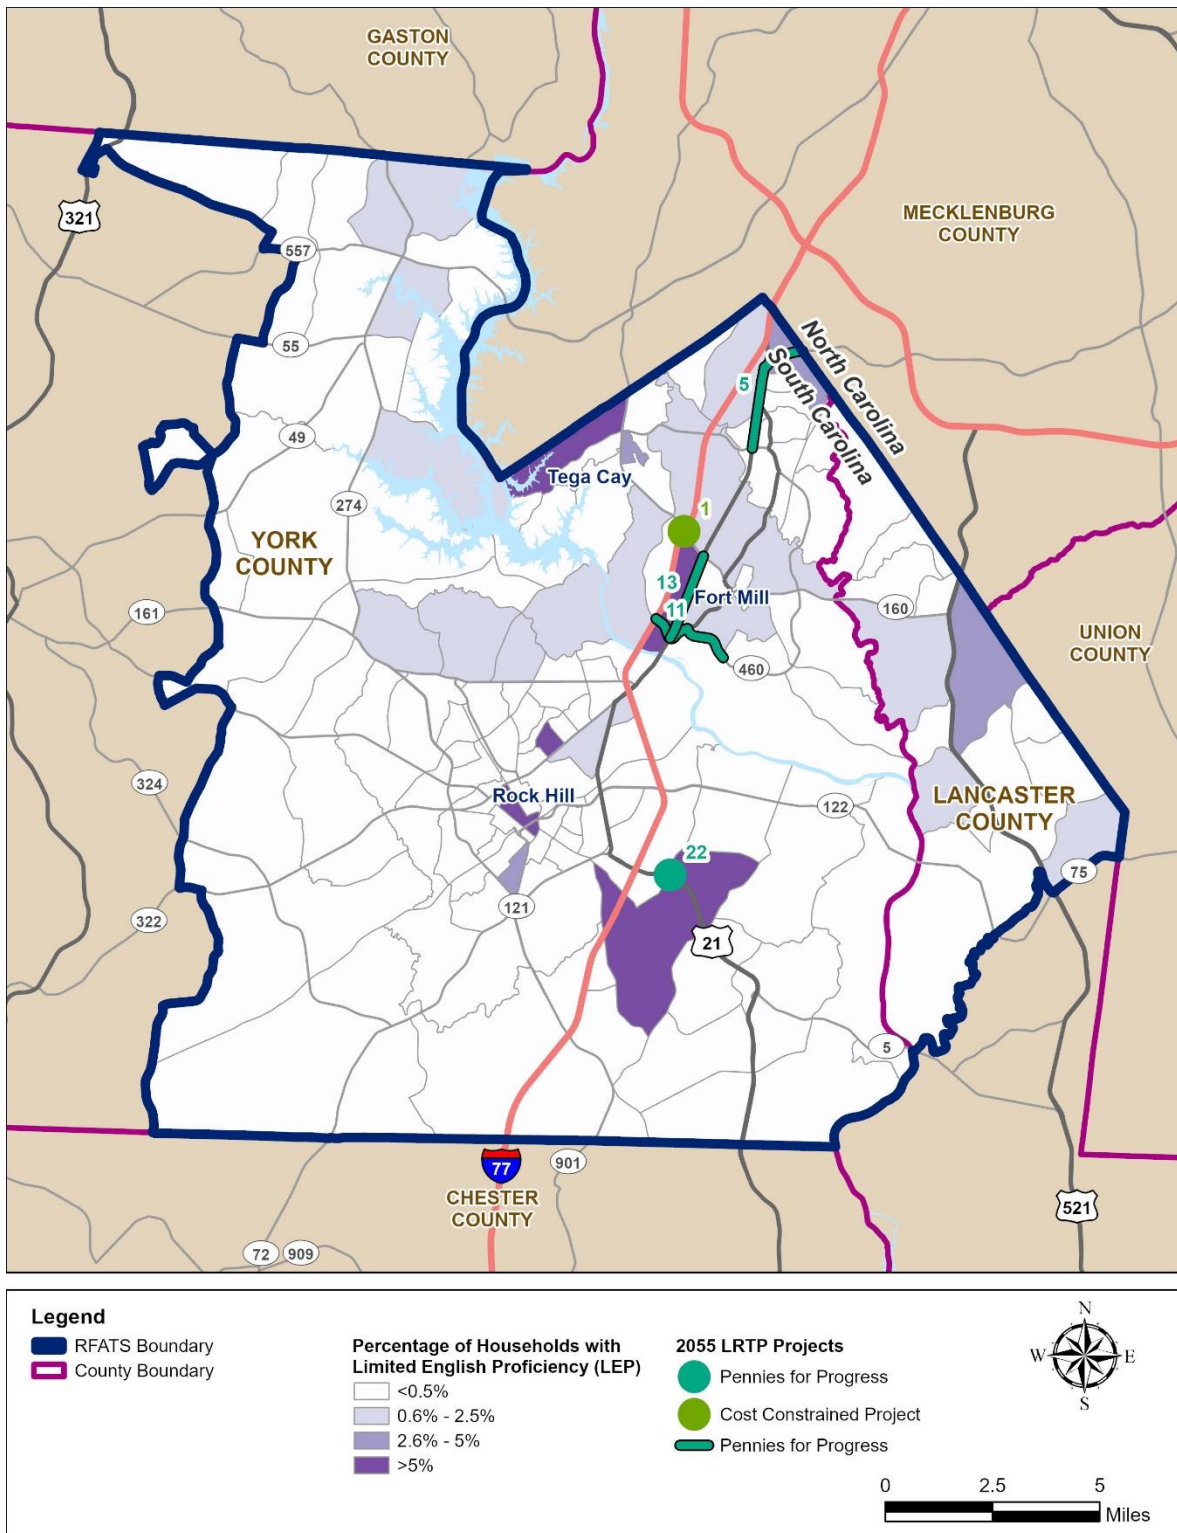 GASTON
COUNTY
MECKLENBURG
COUNTY
321
557
North Carolina
South Carolina
55
5
49
Tega Cay
274
1
YORK
COUNTY
13
Fort Mill
11
161
160
UNION
COUNTY
460
324
Rock Hill
122
LANCASTER
COUNTY
22
75
322
121
21
5
77
901
CHESTER
COUNTY
521
72
909
Legend
RFATS Boundary
County Boundary
Percentage of Households with
Limited English Proficiency (LEP)
<0.5%
0.6% - 2.5%
2.6% - 5%
>5%
2055 LRTP Projects
Pennies for Progress
Cost Constrained Project
Pennies for Progress
N
W E
S
0 2.5 5
Miles